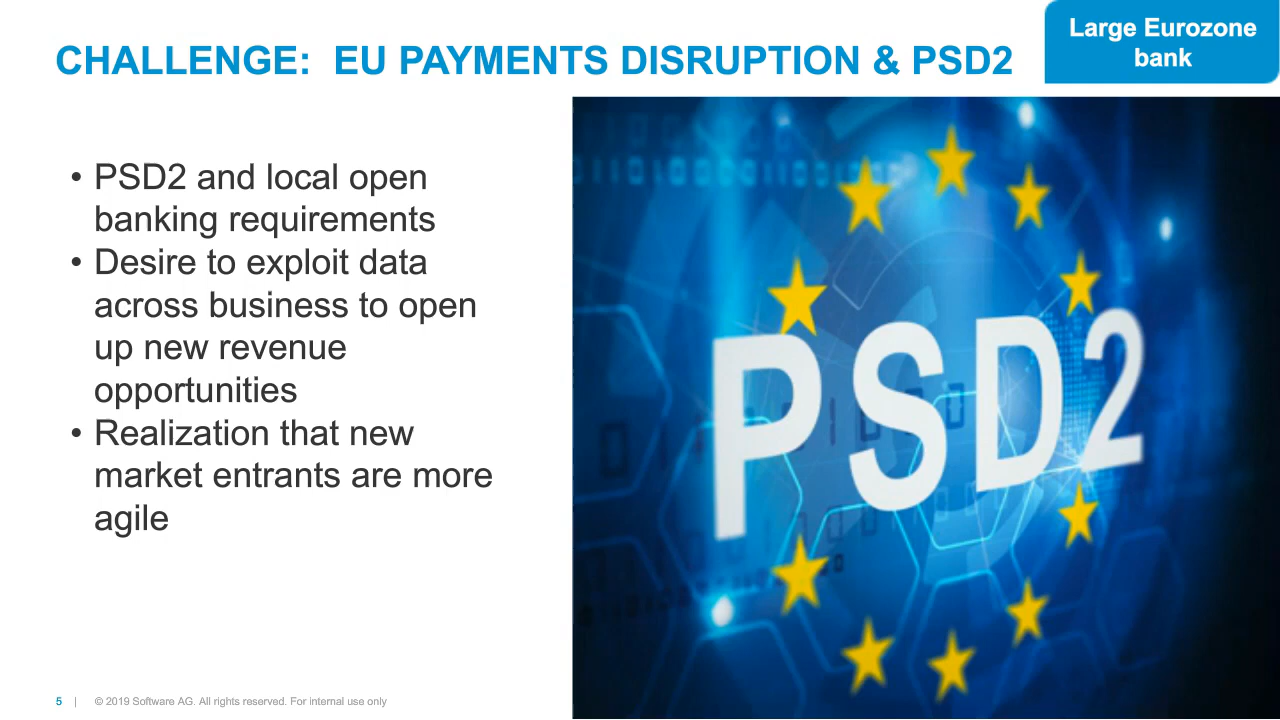 CHALLENGE:  EU PAYMENTS DISRUPTION & PSD2
Large Eurozone
bank
• PSD2 and local open
banking requirements
• Desire to exploit data
across business to open
up new revenue
opportunities
• Realization that new
market entrants are more
agile
PSD2
5 | © 2019 Software AG. All rights reserved. For internal use only